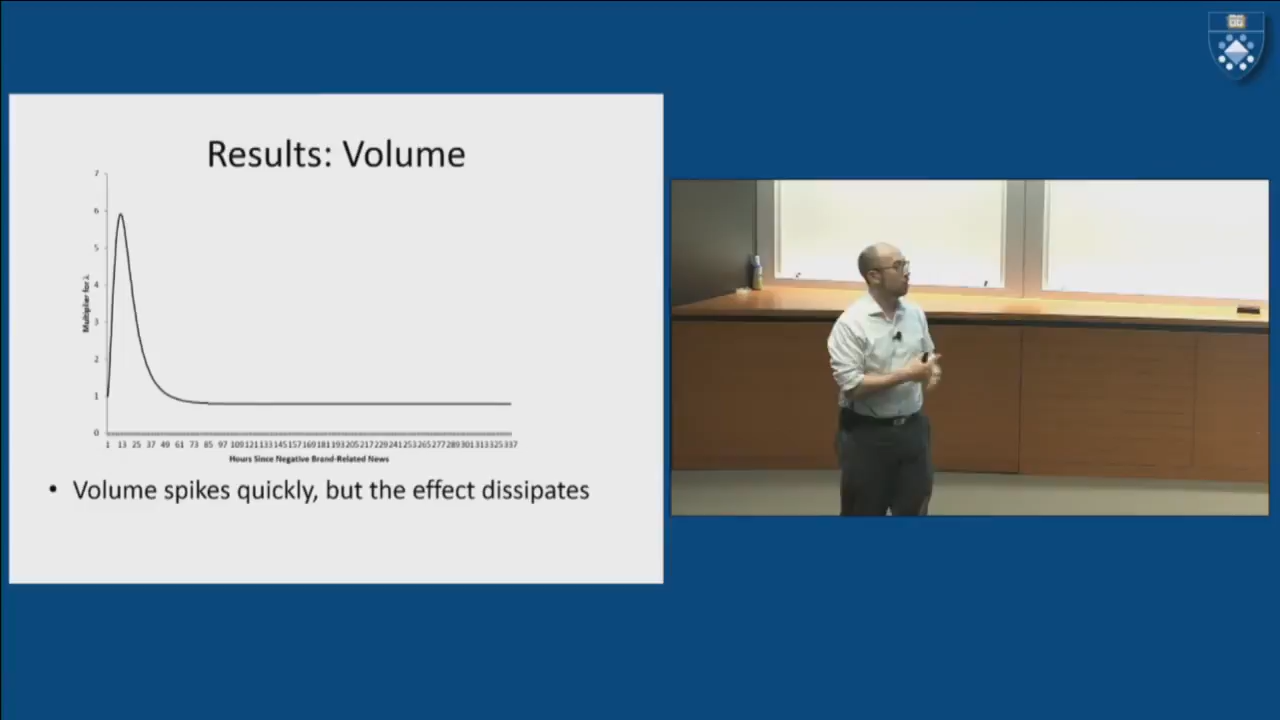 Results: Volume
7
6
5
4
3
2
1
0
Multiplier for λ
1 13 25 37 49 61 73 85 97 109 121 133 145 157 169 181 193 205 217 229 241 253 265 277 289 301 313 325 337
Hours Since Negative Brand-Related News
• Volume spikes quickly, but the effect dissipates